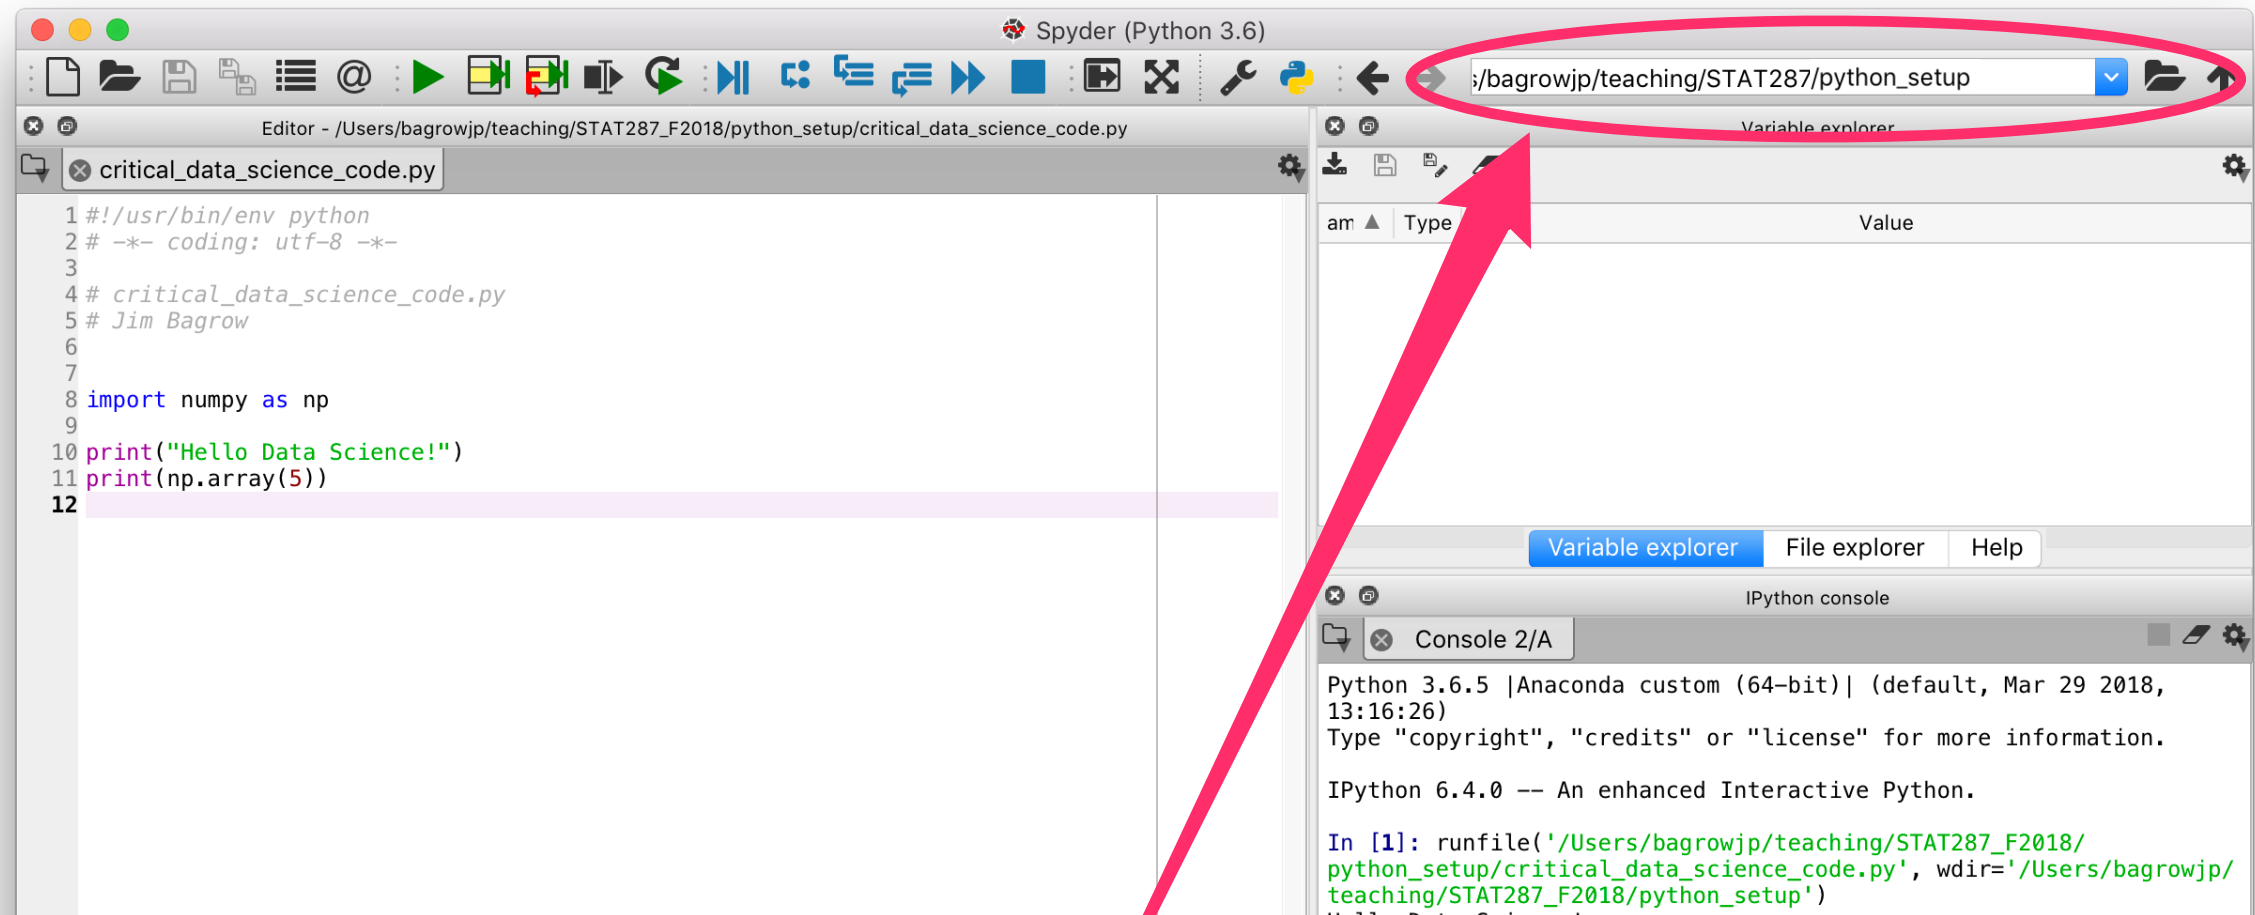 Spyder (Python 3.6)
@
/bagrowjp/teaching/STAT287/python_setup
Editor - /Users/bagrowjp/teaching/STAT287_F2018/python_setup/critical_data_science_code.py
Variable explorer
critical_data_science_code.py
am Type Value
1 #!/usr/bin/env python
2 # -*- coding: utf-8 -*-
3
4 # critical_data_science_code.py
5 # Jim Bagrow
6
7
8 import numpy as np
9
10 print("Hello Data Science!")
11 print(np.array(5))
12
Variable explorer File explorer Help
IPython console
Console 2/A
Python 3.6.5 |Anaconda custom (64-bit)| (default, Mar 29 2018,
13:16:26)
Type "copyright", "credits" or "license" for more information.
IPython 6.4.0 -- An enhanced Interactive Python.
In [1]: runfile('/Users/bagrowjp/teaching/STAT287_F2018/
python_setup/critical_data_science_code.py', wdir='/Users/bagrowjp/
teaching/STAT287_F2018/python_setup')